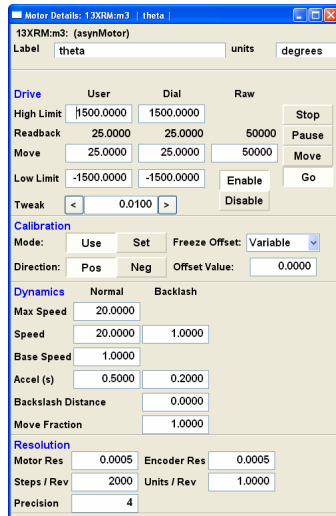 Motor Details: 13XRM:m3 | theta
13XRM:m3: (asynMotor)
Label theta units degrees
Drive User Dial Raw
High Limit 1500.0000 1500.0000 Stop
Readback 25.0000 25.0000 50000 Pause
Move 25.0000 25.0000 50000 Move
Low Limit -1500.0000 -1500.0000 Enable Go
Tweak < 0.0100 > Disable
Calibration
Mode: Use Set Freeze Offset: Variable
Direction: Pos Neg Offset Value: 0.0000
Dynamics Normal Backlash
Max Speed 20.0000
Speed 20.0000 1.0000
Base Speed 1.0000
Accel (s) 0.5000 0.2000
Backslash Distance 0.0000
Move Fraction 1.0000
Resolution
Motor Res 0.0005 Encoder Res 0.0005
Steps / Rev 2000 Units / Rev 1.0000
Precision 4